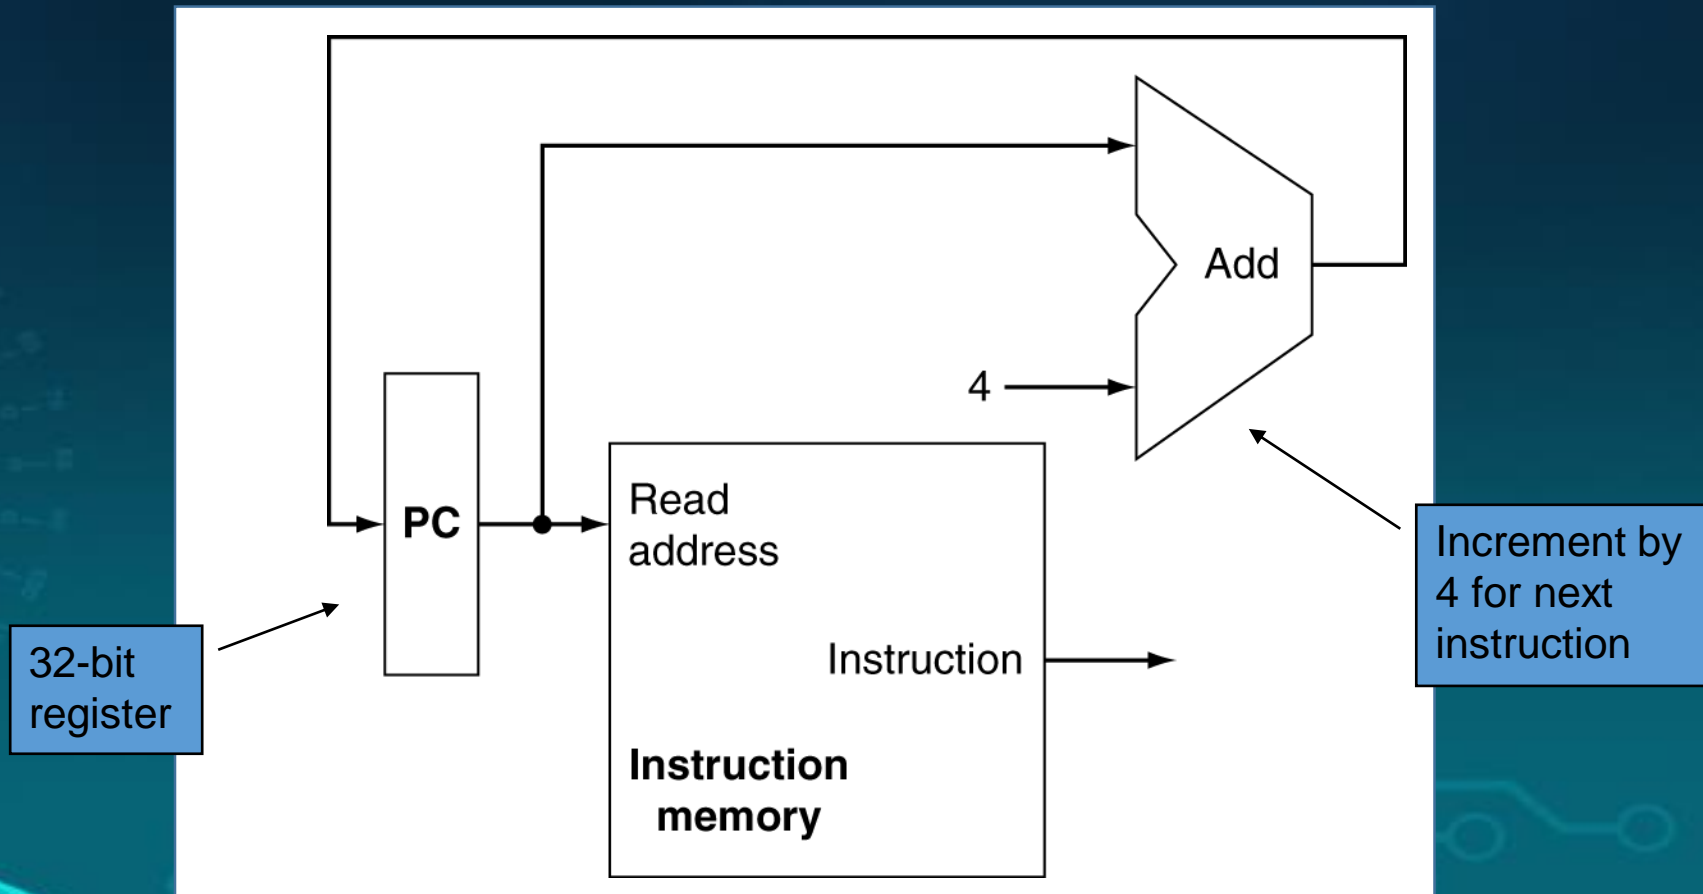 Add
4
PC
Read
address
Instruction
Instruction
memory
32-bit
register
Increment by
4 for next
instruction